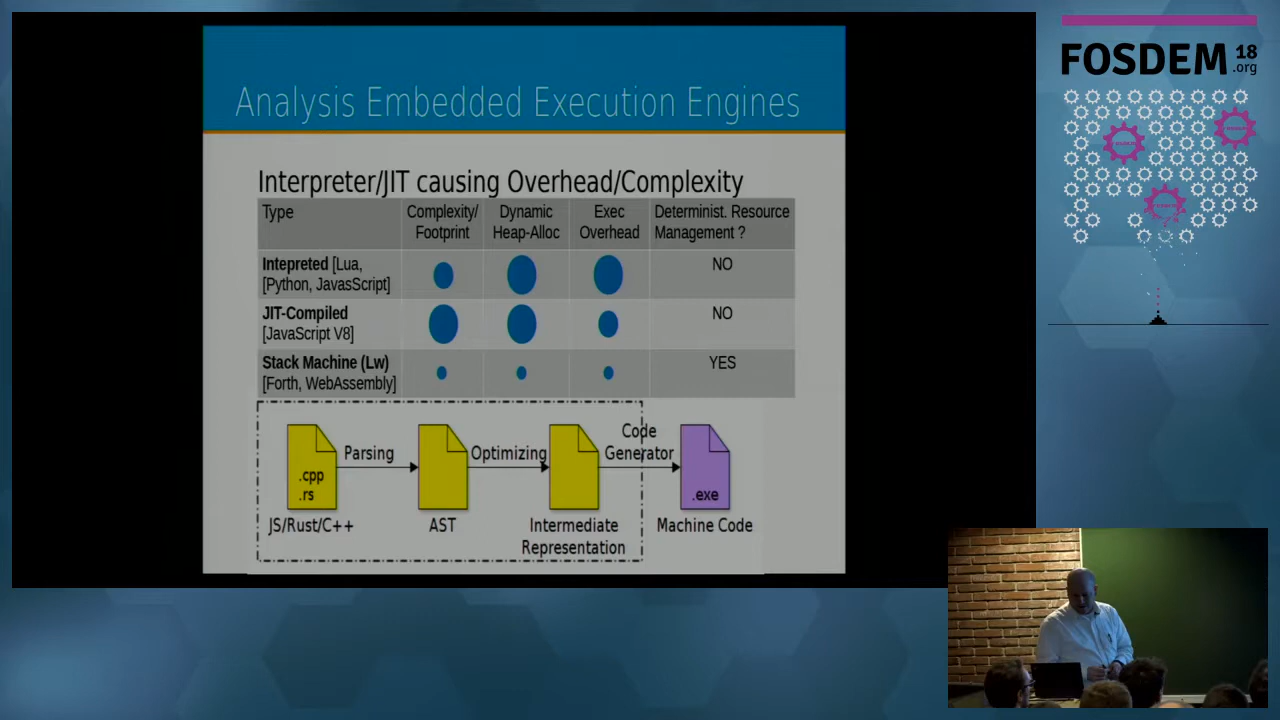 Analysis Embedded Execution Engines
Interpreter/JIT causing Overhead/Complexity
Type
Complexity/
Footprint
Dynamic
Heap-Alloc
Exec
Overhead
Determinist. Resource
Management ?
Intepreted [Lua,
[Python, JavasScript]
NO
JIT-Compiled
[JavaScript V8]
NO
Stack Machine (Lw)
[Forth, WebAssembly]
YES
Parsing
Optimizing
Code
Generator
.cpp
.rs
.exe
JS/Rust/C++
AST
Intermediate
Representation
Machine Code
FOSDEM 18
.org